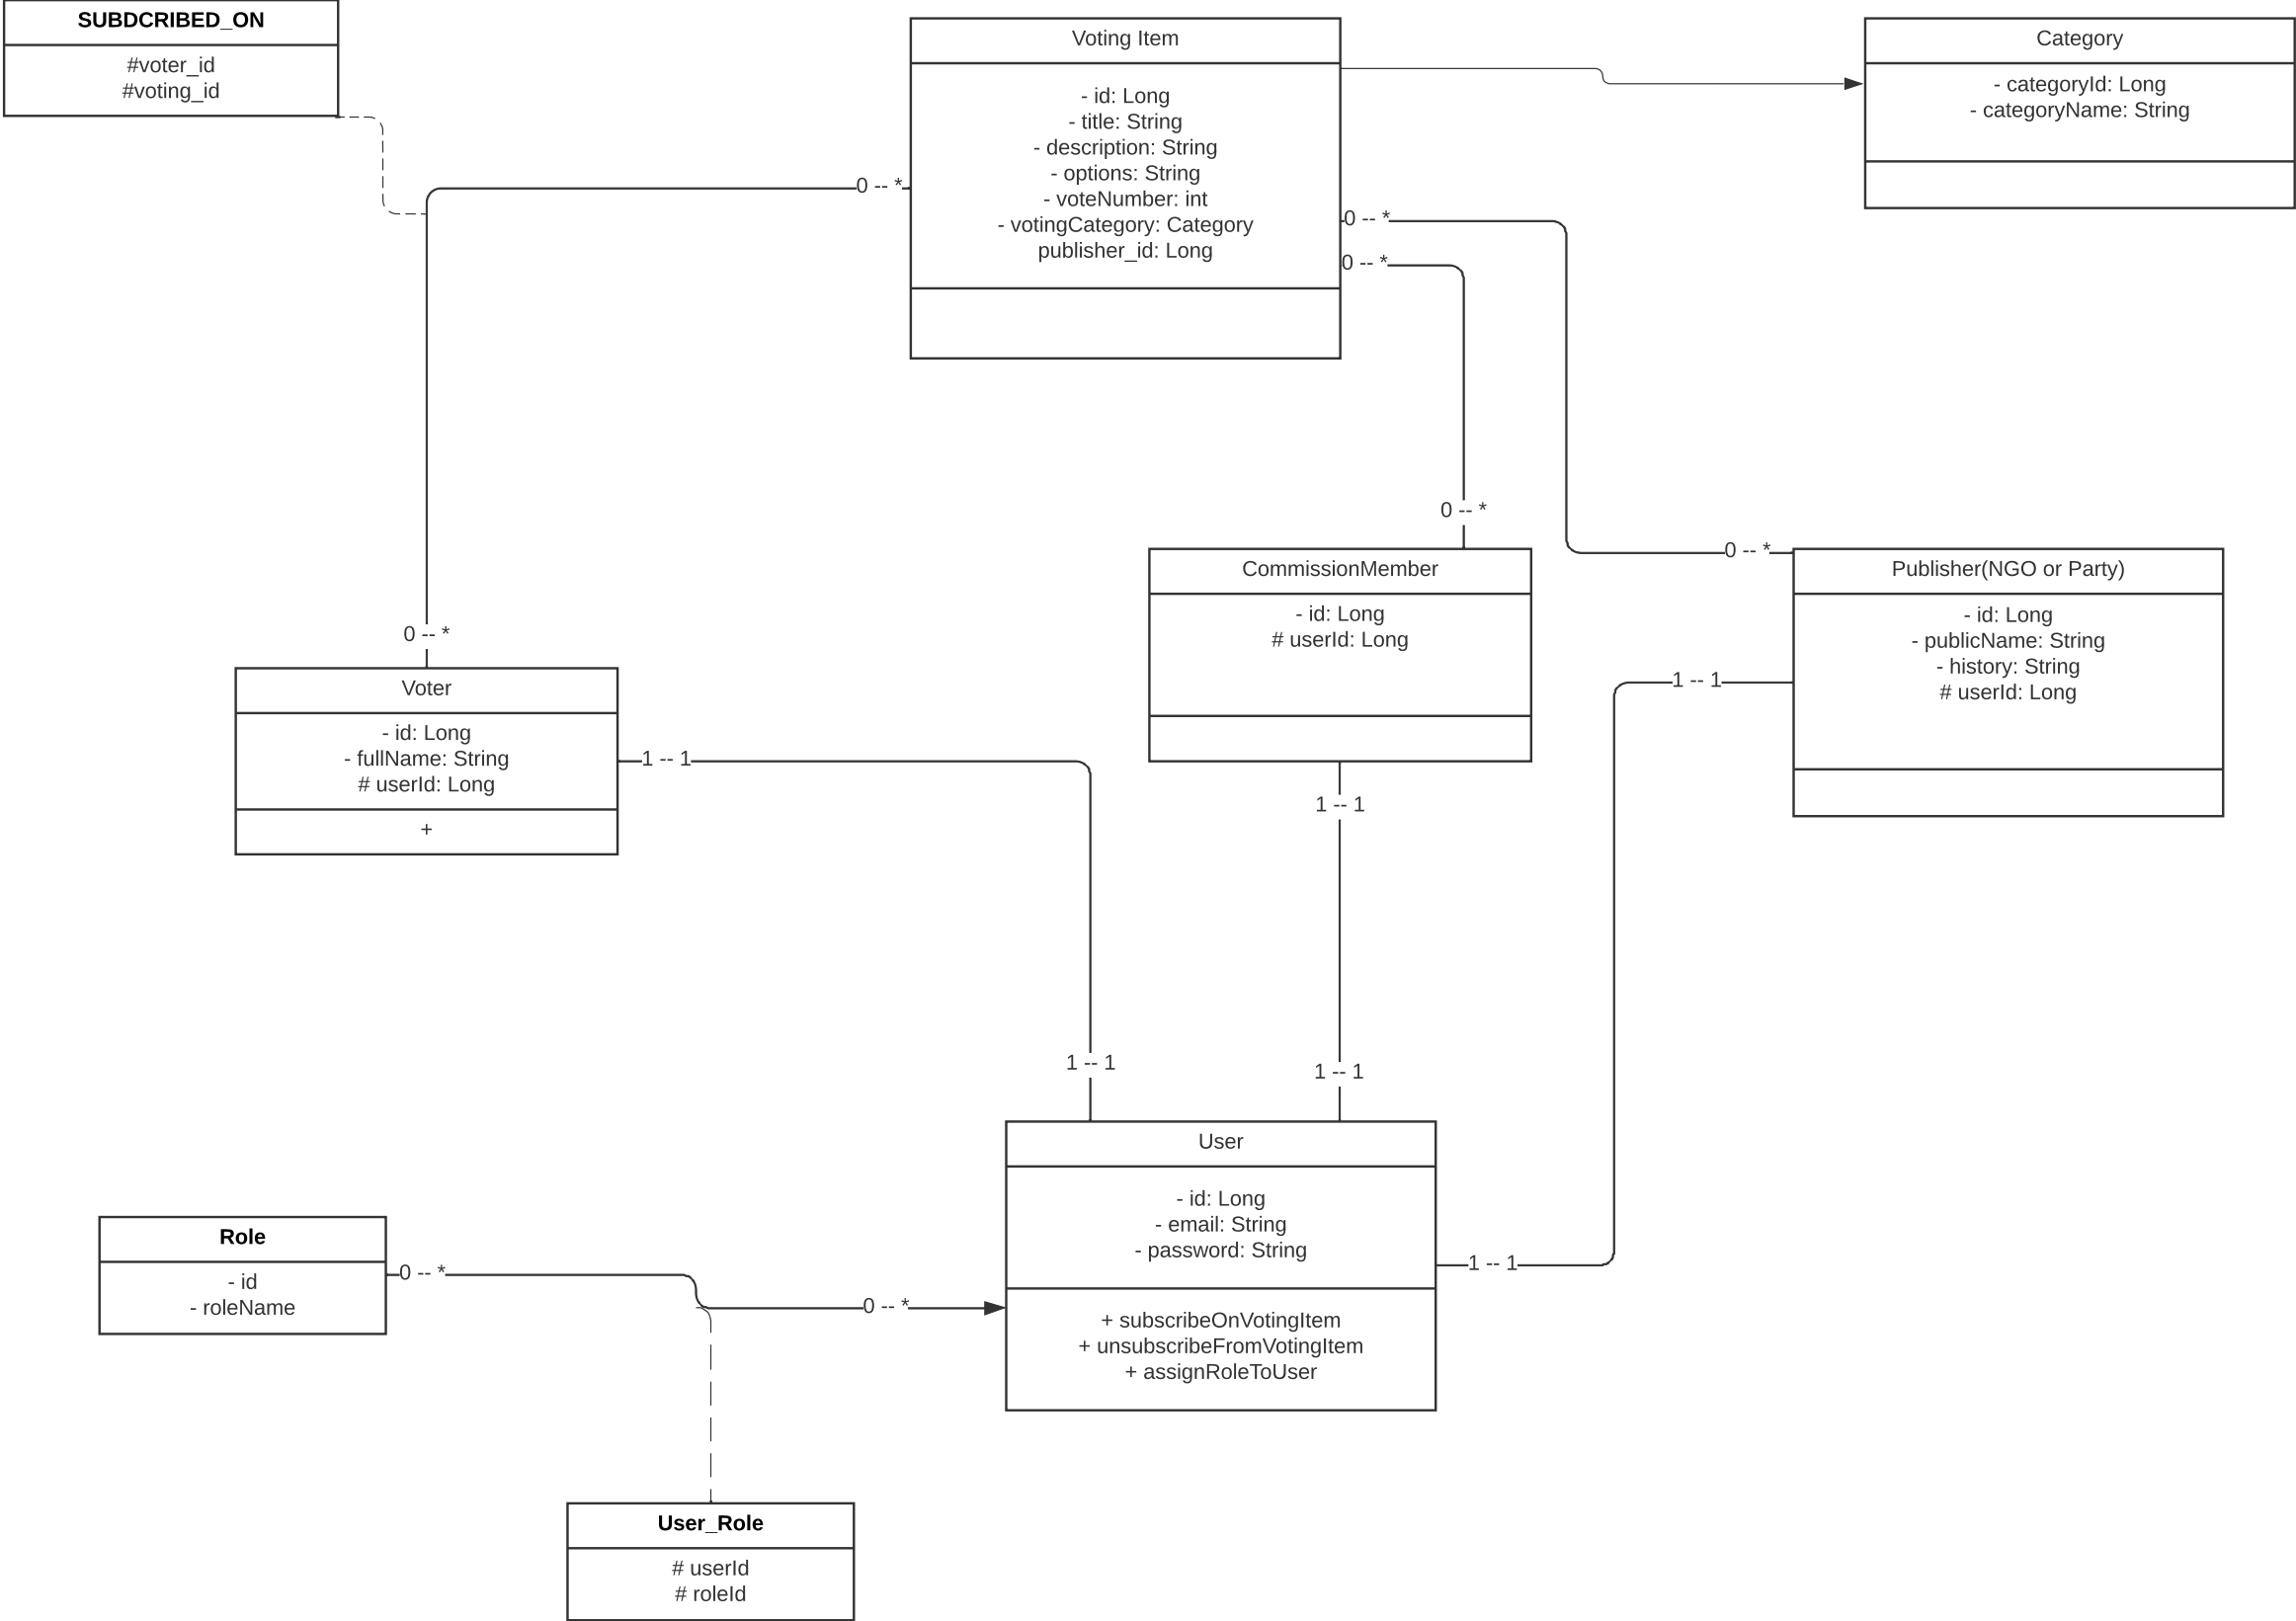 SUBDCRIBED_ON
#voter_id
#voting_id
Voting Item
- id: Long
- title: String
- description: String
- options: String
- voteNumber: int
- votingCategory: Category
publisher_id: Long
Category
- categoryId: Long
- categoryName: String
0 -- *
0 -- *
0 -- *
0 -- *
0 -- *
0 -- *
CommissionMember
- id: Long
# userId: Long
Publisher(NGO or Party)
- id: Long
- publicName: String
- history: String
# userId: Long
Voter
- id: Long
- fullName: String
# userId: Long
+
1 -- 1
1 -- 1
1 -- 1
1 -- 1
1 -- 1
User
- id: Long
- email: String
- password: String
+ subscribeOnVotingItem
+ unsubscribeFromVotingItem
+ assignRoleToUser
1 -- 1
Role
- id
- roleName
0 -- *
0 -- *
User_Role
# userId
# roleId